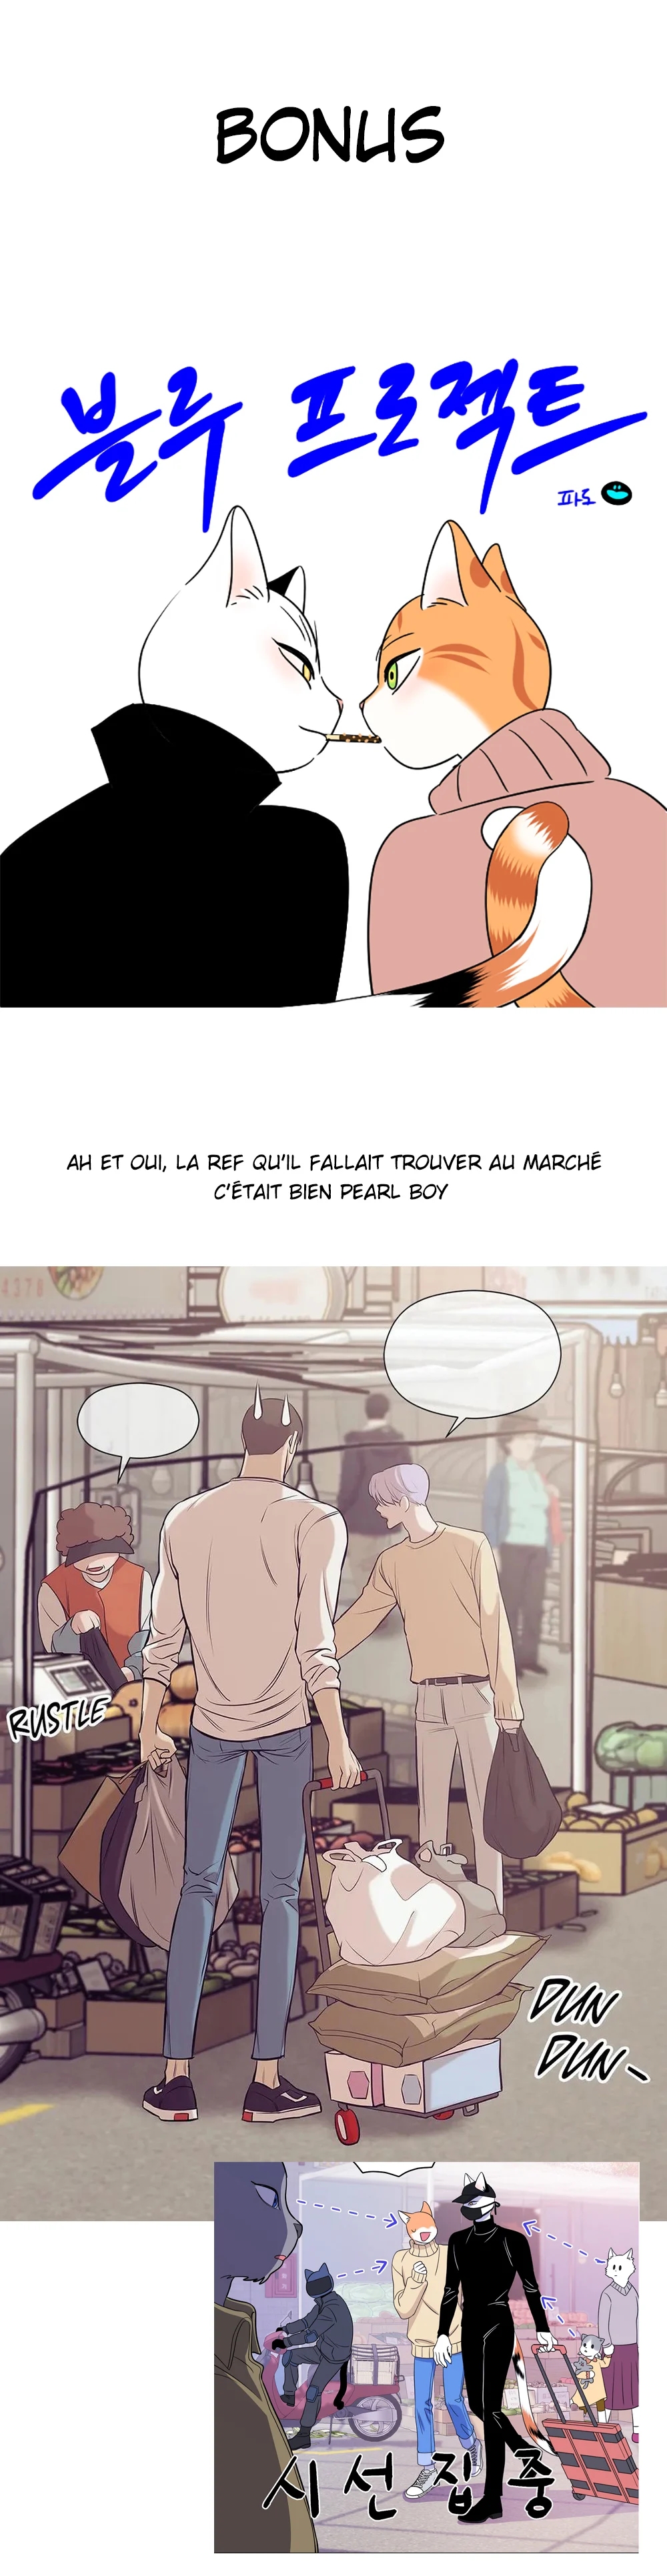 BONUS
블루 프로젝트
파도
AH ET OUI, LA REF QU'IL FALLAIT TROUVER AU MARCHÉ
C'ÉTAIT BIEN PEARL BOY
4378
RUSTLE
DUN
DUN~
시선집중